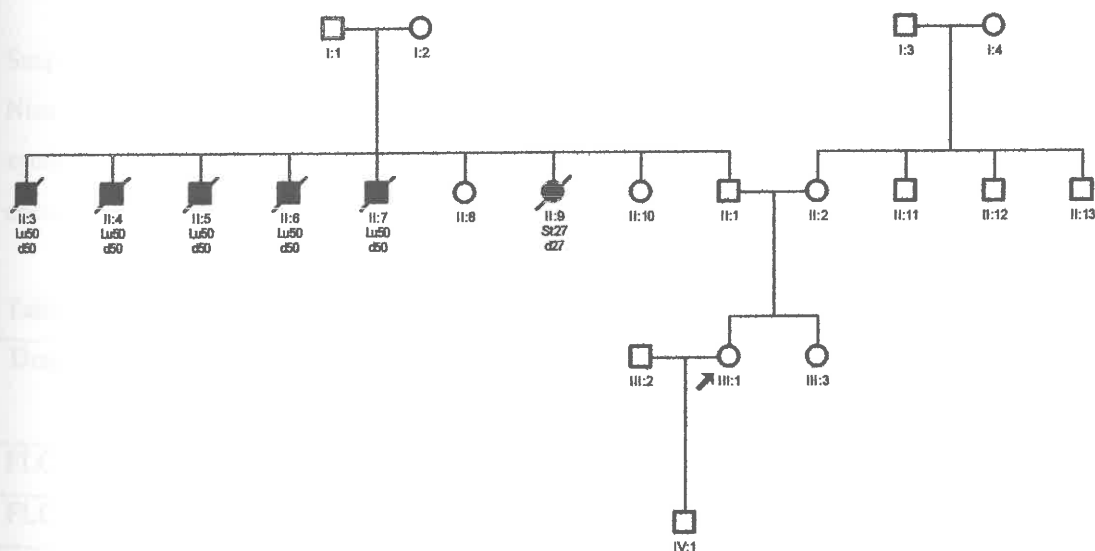 I:1 I:2 I:3 I:4
II:3 II:4 II:5 II:6 II:7 II:8 II:9 II:10 II:1 II:2 II:11 II:12 II:13
Lu50 Lu50 Lu50 Lu50 Lu50 St27
d50 d50 d50 d50 d50 d27
III:2 III:1 III:3
IV:1